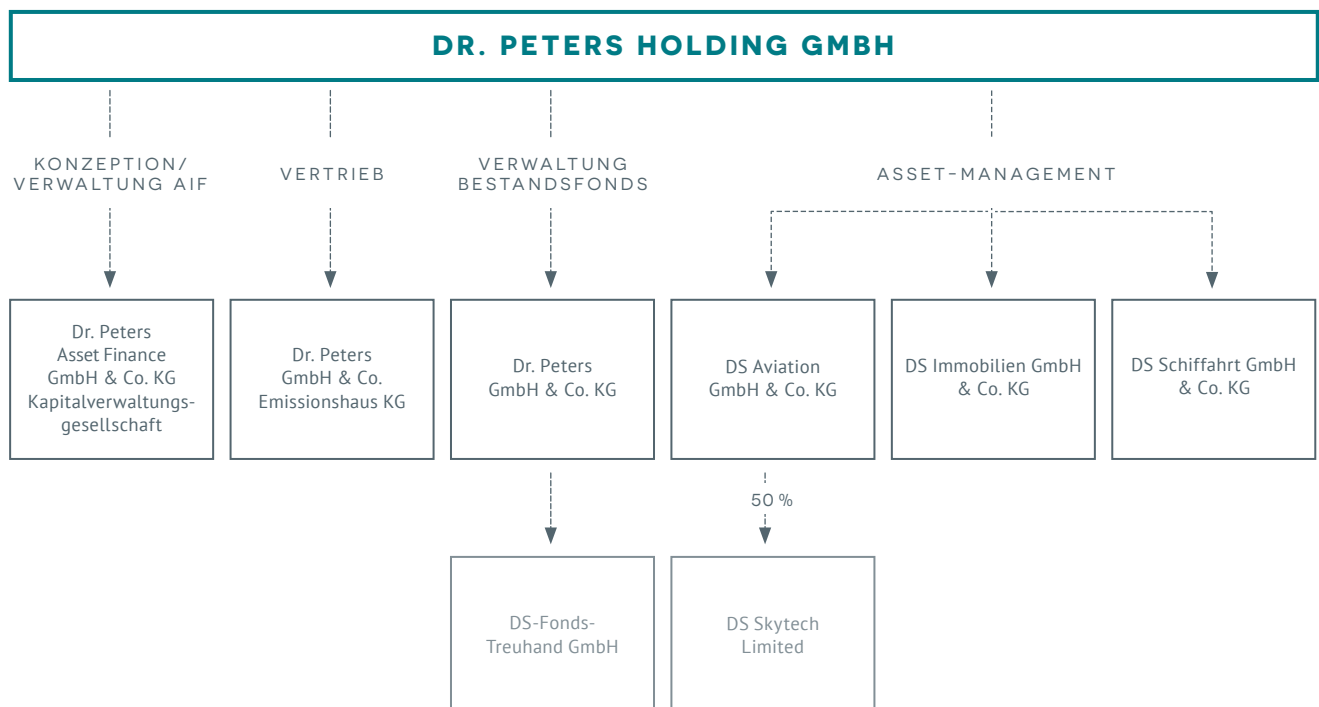 DR. PETERS HOLDING GMBH
KONZEPTION/
VERWALTUNG AIF
VERTRIEB
VERWALTUNG
BESTANDSFONDS
ASSET-MANAGEMENT
Dr. Peters
Asset Finance
GmbH & Co. KG
Kapitalverwaltungs-
gesellschaft
Dr. Peters
GmbH & Co.
Emissionshaus KG
Dr. Peters
GmbH & Co. KG
DS Aviation
GmbH & Co. KG
DS Immobilien GmbH
& Co. KG
DS Schiffahrt GmbH
& Co. KG
50 %
DS-Fonds-
Treuhand GmbH
DS Skytech
Limited